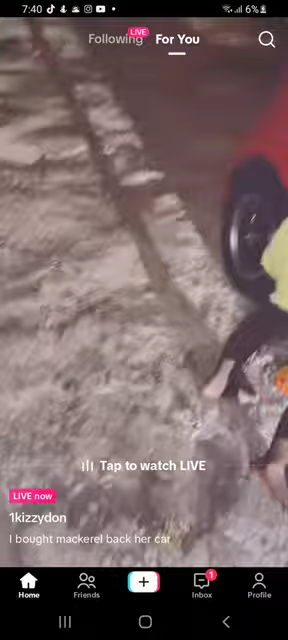 7:40
6%
Following
LIVE
For You
Tap to watch LIVE
LIVE now
1kizzydon
I bought mackerel back her car
Home
Friends
Inbox
1
Profile